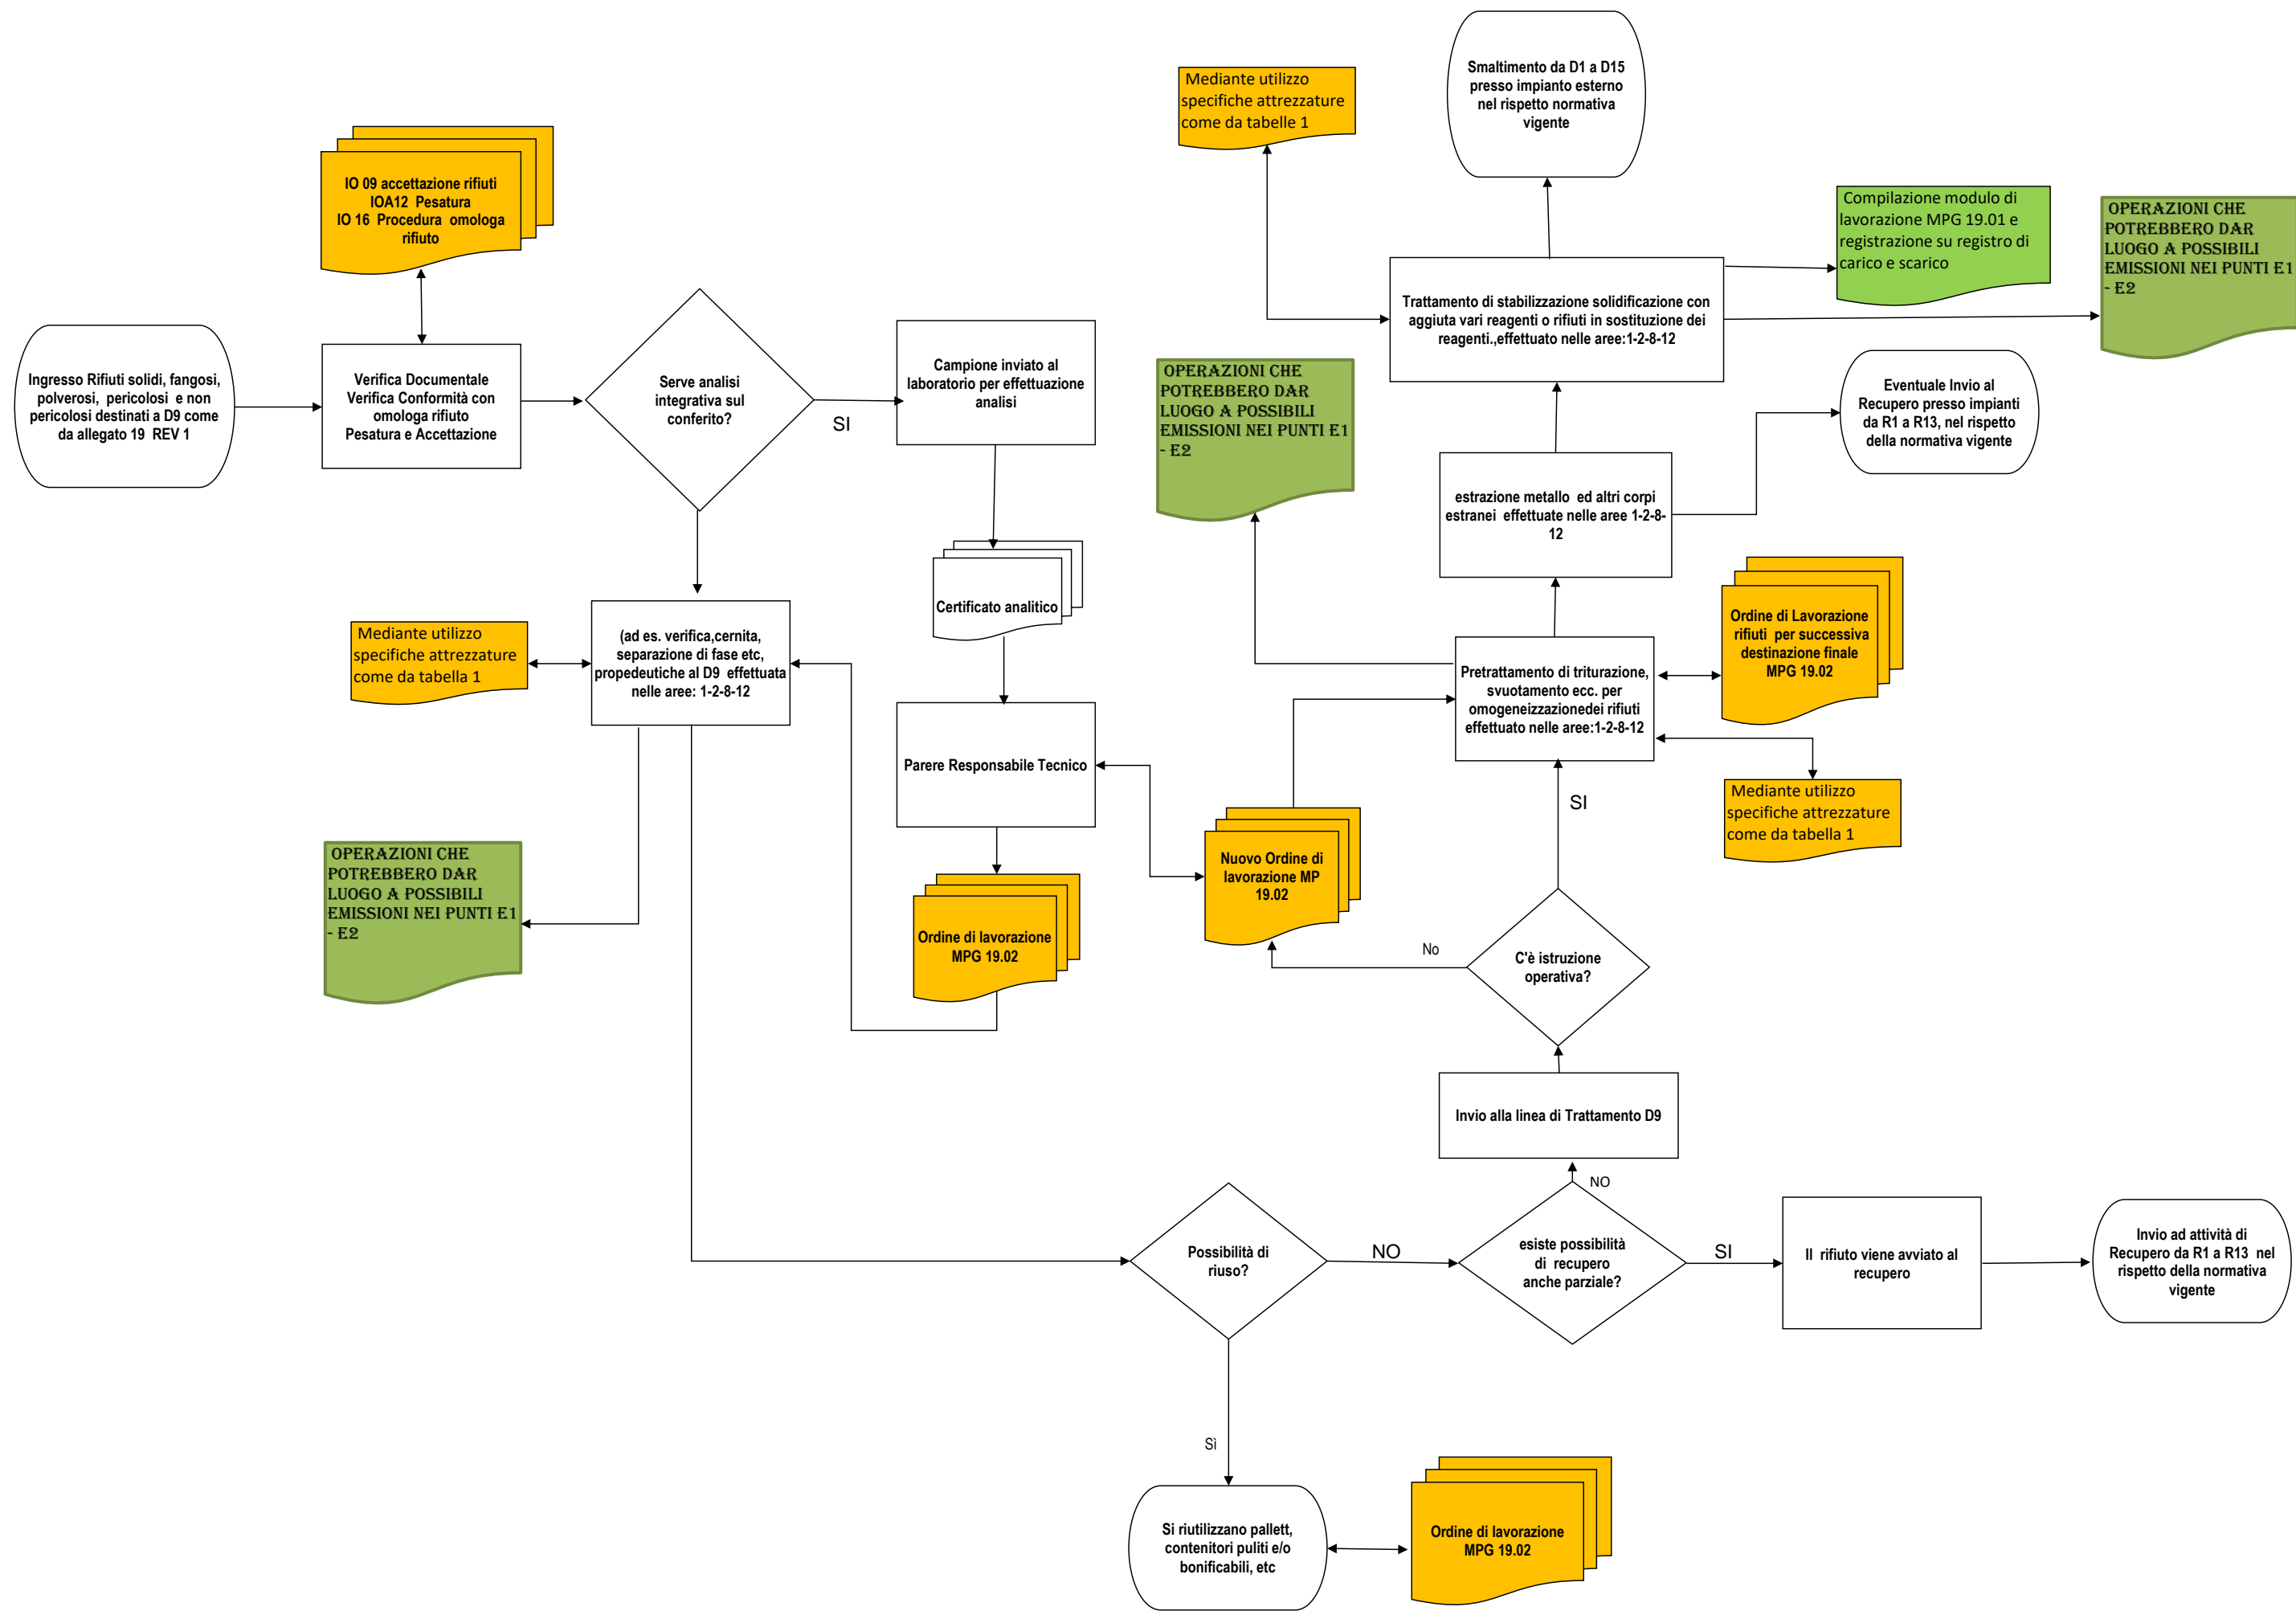 Smaltimento da D1 a D15
presso impianto esterno
nel rispetto normativa
vigente
Mediante utilizzo
specifiche attrezzature
come da tabelle 1
IO 09 accettazione rifiuti
IOA12 Pesatura
IO 16 Procedura omologa
rifiuto
Compilazione modulo di
lavorazione MPG 19.01 e
registrazione su registro di
carico e scarico
OPERAZIONI CHE
POTREBBERO DAR
LUOGO A POSSIBILI
EMISSIONI NEI PUNTI E1
- E2
Trattamento di stabilizzazione solidificazione con
aggiuta vari reagenti o rifiuti in sostituzione dei
reagenti.,effettuato nelle aree:1-2-8-12
Ingresso Rifiuti solidi, fangosi,
polverosi, pericolosi e non
pericolosi destinati a D9 come
da allegato 19 REV 1
Verifica Documentale
Verifica Conformità con
omologa rifiuto
Pesatura e Accettazione
Serve analisi
integrativa sul
conferito?
SI
Campione inviato al
laboratorio per effettuazione
analisi
OPERAZIONI CHE
POTREBBERO DAR
LUOGO A POSSIBILI
EMISSIONI NEI PUNTI E1
- E2
Eventuale Invio al
Recupero presso impianti
da R1 a R13, nel rispetto
della normativa vigente
estrazione metallo ed altri corpi
estranei effettuate nelle aree 1-2-8-
12
Certificato analitico
Mediante utilizzo
specifiche attrezzature
come da tabella 1
(ad es. verifica,cernita,
separazione di fase etc,
propedeutiche al D9 effettuata
nelle aree: 1-2-8-12
Pretrattamento di triturazione,
svuotamento ecc. per
omogeneizzazionedei rifiuti
effettuato nelle aree:1-2-8-12
Ordine di Lavorazione
rifiuti per successiva
destinazione finale
MPG 19.02
Parere Responsabile Tecnico
SI
Mediante utilizzo
specifiche attrezzature
come da tabella 1
OPERAZIONI CHE
POTREBBERO DAR
LUOGO A POSSIBILI
EMISSIONI NEI PUNTI E1
- E2
Nuovo Ordine di
lavorazione MP
19.02
Ordine di lavorazione
MPG 19.02
No
C'è istruzione
operativa?
Invio alla linea di Trattamento D9
NO
Possibilità di
riuso?
NO
esiste possibilità
di recupero
anche parziale?
SI
Il rifiuto viene avviato al
recupero
Invio ad attività di
Recupero da R1 a R13 nel
rispetto della normativa
vigente
Sì
Si riutilizzano pallett,
contenitori puliti e/o
bonificabili, etc
Ordine di lavorazione
MPG 19.02